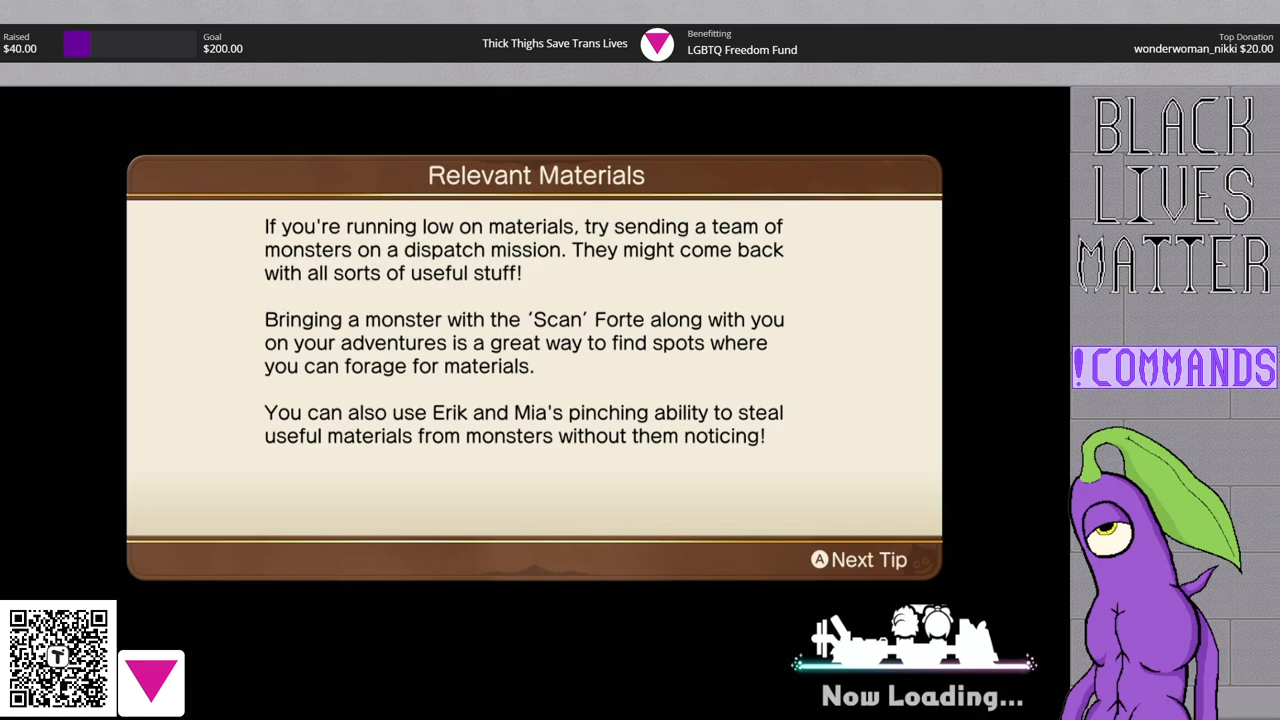 Raised
$40.00
Goal
$200.00
Thick Thighs Save Trans Lives
Benefitting
LGBTQ Freedom Fund
Top Donation
wonderwoman_nikki $20.00
Relevant Materials
If you're running low on materials, try sending a team of
monsters on a dispatch mission. They might come back
with all sorts of useful stuff!
Bringing a monster with the ‘Scan’ Forte along with you
on your adventures is a great way to find spots where
you can forage for materials.
You can also use Erik and Mia's pinching ability to steal
useful materials from monsters without them noticing!
A Next Tip
Now Loading...
BLACK
LIVES
MATTER
!COMMANDS
T